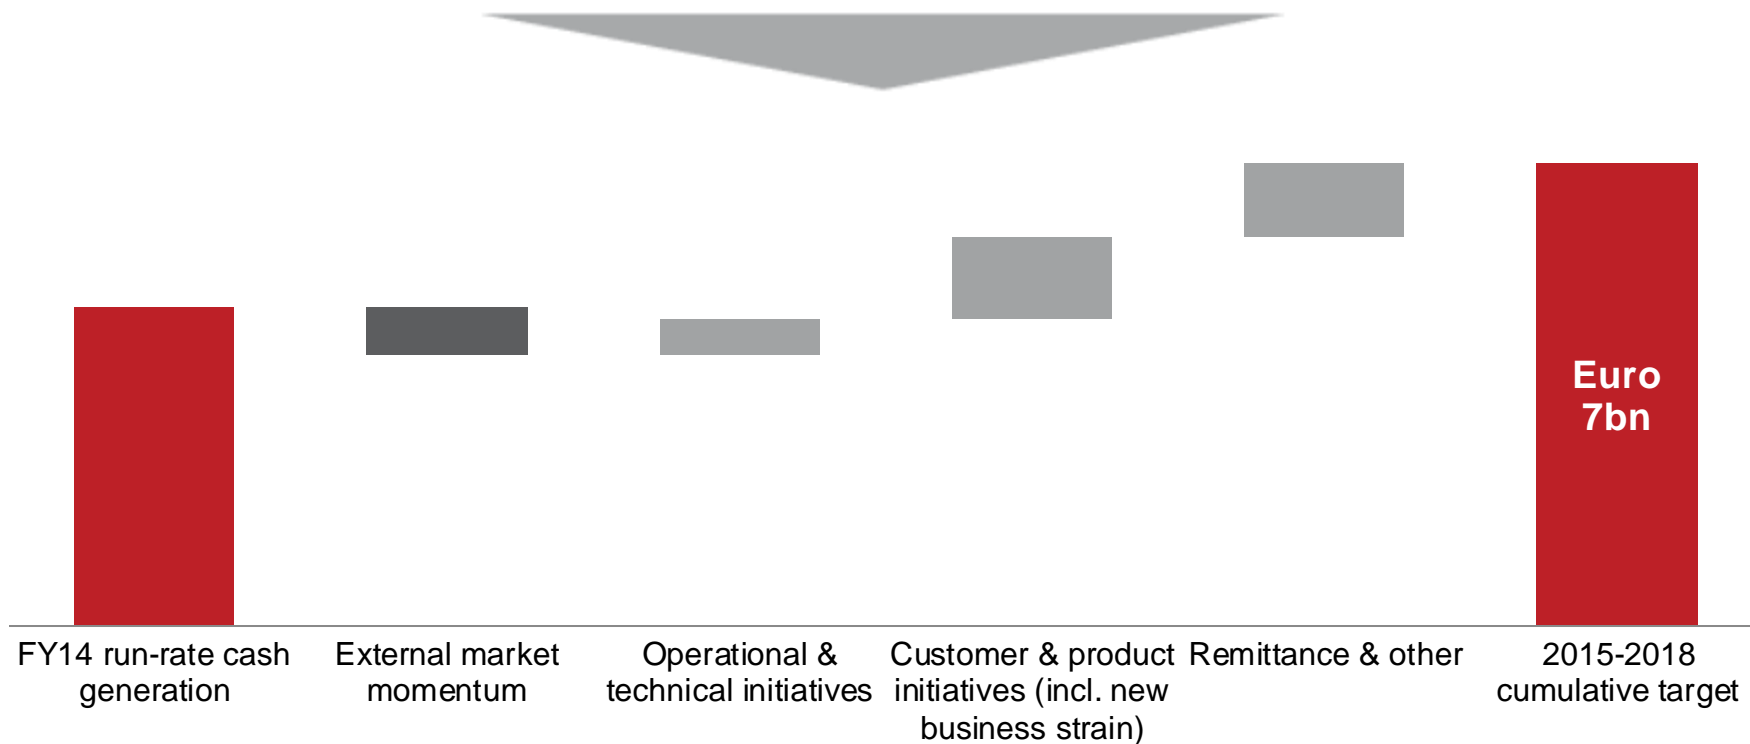 Euro
7bn
FY14 run-rate cash
generation
External market
momentum
Operational &
technical initiatives
Customer & product
initiatives (incl. new
business strain)
Remittance & other
2015-2018
cumulative target